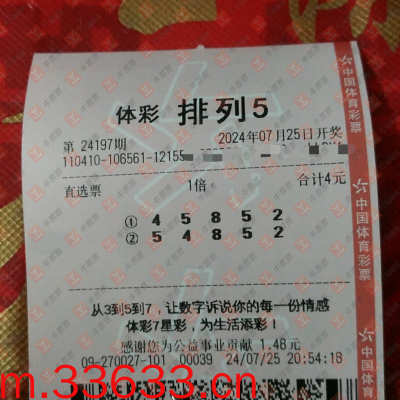 体彩 排列5
第 24197期 2024年07月25日开奖
110410-106561-12155
直选票 1倍 合计4元
① 4 5 8 5 2
② 5 4 8 5 2
从3到5到7，让数字诉说你的每一份情感
体彩7星彩，为生活添彩！
感谢您为公益事业贡献 1.48元
09-270027-101 00039 24/07/25 20:54:18
中国体育彩票
中国体育彩票
m.33633.cn